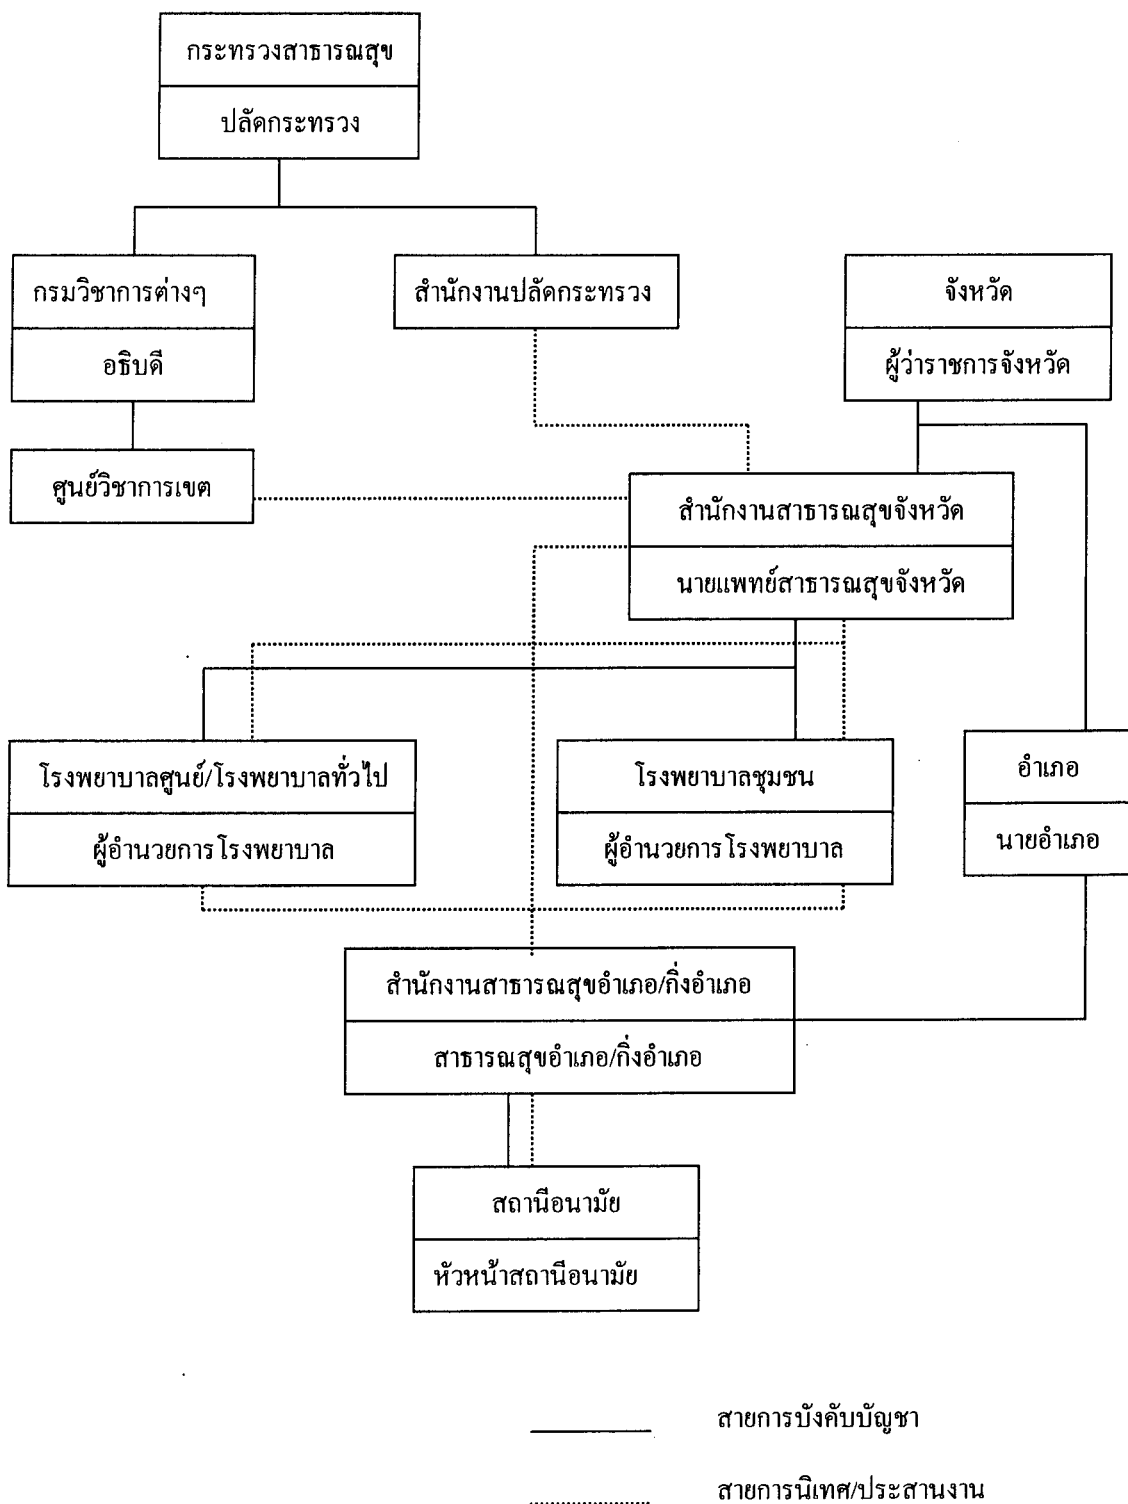 กระทรวงสาธารณสุข
ปลัดกระทรวง
กรมวิชาการต่างๆ
อธิบดี
สำนักงานปลัดกระทรวง
จังหวัด
ผู้ว่าราชการจังหวัด
ศูนย์วิชาการเขต
สำนักงานสาธารณสุขจังหวัด
นายแพทย์สาธารณสุขจังหวัด
โรงพยาบาลศูนย์/โรงพยาบาลทั่วไป
ผู้อำนวยการโรงพยาบาล
โรงพยาบาลชุมชน
ผู้อำนวยการโรงพยาบาล
อำเภอ
นายอำเภอ
สำนักงานสาธารณสุขอำเภอ/กิ่งอำเภอ
สาธารณสุขอำเภอ/กิ่งอำเภอ
สถานีอนามัย
หัวหน้าสถานีอนามัย
สายการบังคับบัญชา
สายการนิเทศ/ประสานงาน